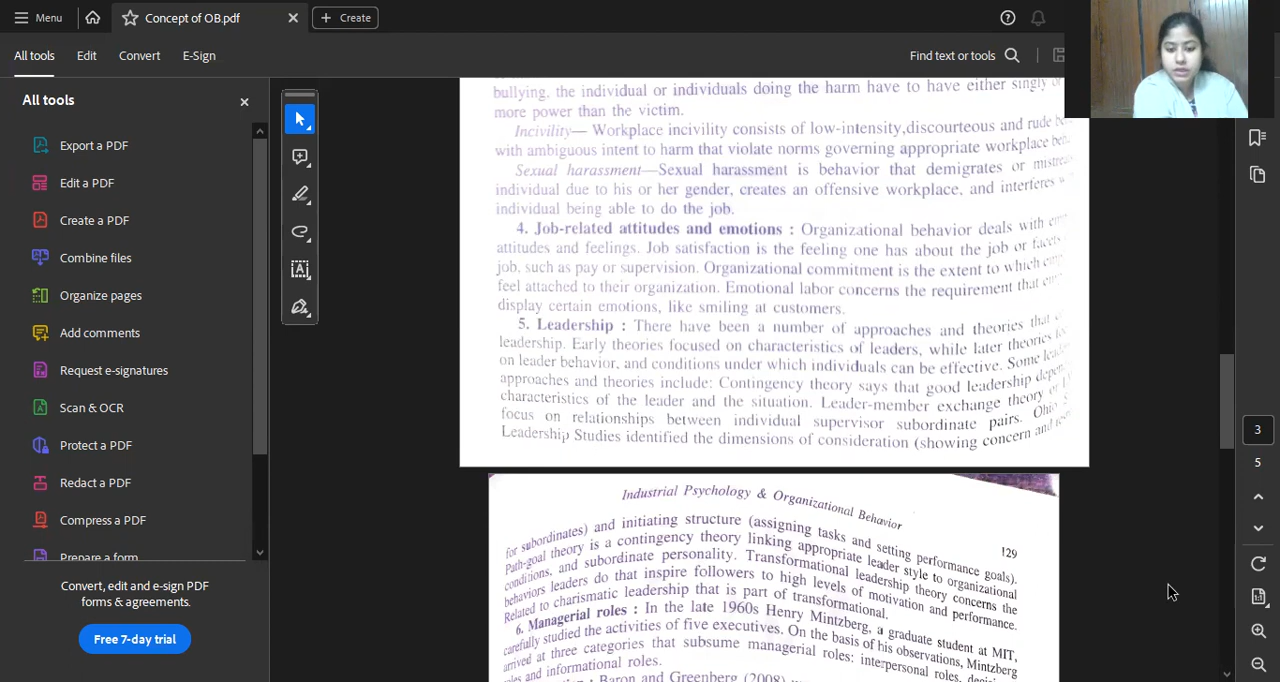 Menu
Concept of OB.pdf
Create
All tools
Edit
Convert
E-Sign
Find text or tools
All tools
Export a PDF
Edit a PDF
Create a PDF
Combine files
Organize pages
Add comments
Request e-signatures
Scan & OCR
Protect a PDF
Redact a PDF
Compress a PDF
Prepare a form
Convert, edit and e-sign PDF
forms & agreements.
Free 7-day trial
bullying, the individual or individuals doing the harm have to have either singly or
more power than the victim.
Incivility— Workplace incivility consists of low-intensity,discourteous and rude
with ambiguous intent to harm that violate norms governing appropriate workplace
Sexual harassment—Sexual harassment is behavior that demigrates or
individual due to his or her gender, creates an offensive workplace, and interferes
individual being able to do the job.
4. Job-related attitudes and emotions : Organizational behavior deals with
attitudes and feelings. Job satisfaction is the feeling one has about the job or facets
job, such as pay or supervision. Organizational commitment is the extent to which
feel attached to their organization. Emotional labor concerns the requirement that
display certain emotions, like smiling at customers.
5. Leadership : There have been a number of approaches and theories that
leadership. Early theories focused on characteristics of leaders, while later theories
on leader behavior, and conditions under which individuals can be effective. Some
approaches and theories include: Contingency theory says that good leadership
characteristics of the leader and the situation. Leader-member exchange theory or
focus on relationships between individual supervisor subordinate pairs. Ohio
Leadership Studies identified the dimensions of consideration (showing concern and
Industrial Psychology & Organizational Behavior
129
for subordinates) and initiating structure (assigning tasks and setting performance goals).
Path-goal theory is a contingency theory linking appropriate leader style to organizational
conditions, and subordinate personality. Transformational leadership theory concerns the
behaviors leaders do that inspire followers to high levels of motivation and performance.
Related to charismatic leadership that is part of transformational.
6. Managerial roles : In the late 1960s Henry Mintzberg, a graduate student at MIT,
carefully studied the activities of five executives. On the basis of his observations, Mintzberg
arrived at three categories that subsume managerial roles: interpersonal roles,
roles and informational roles.
Baron and Greenberg (2008)
3
5